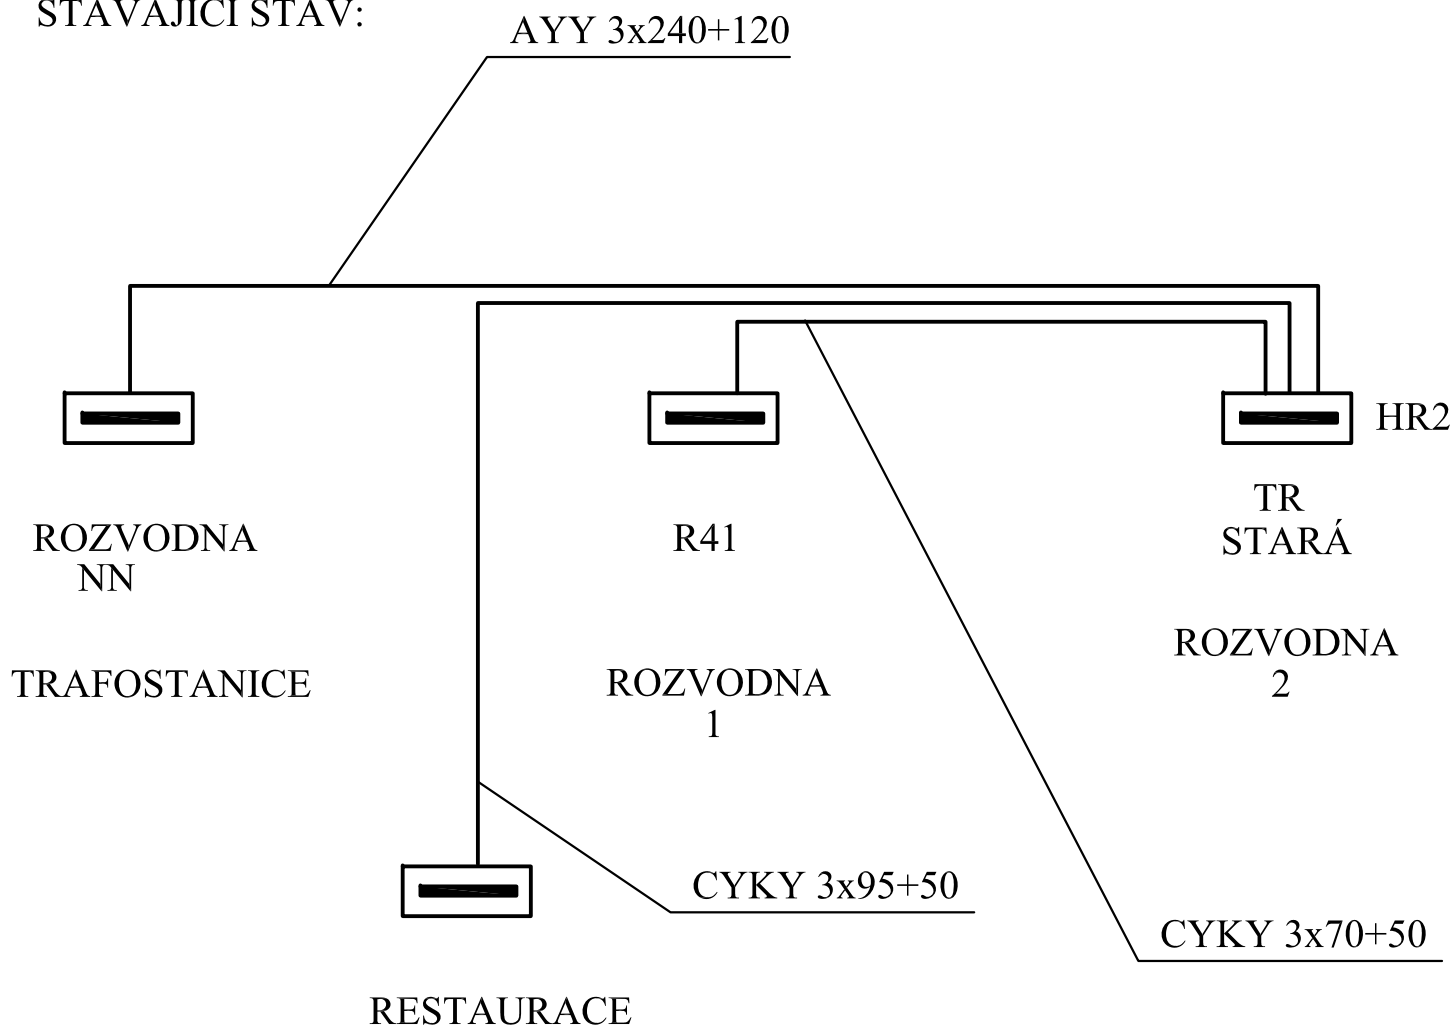 STÁVAJÍCÍ STAV:
AYY 3x240+120
HR2
ROZVODNA
NN
TRAFOSTANICE
R41
ROZVODNA
1
TR
STARÁ
ROZVODNA
2
CYKY 3x95+50
CYKY 3x70+50
RESTAURACE